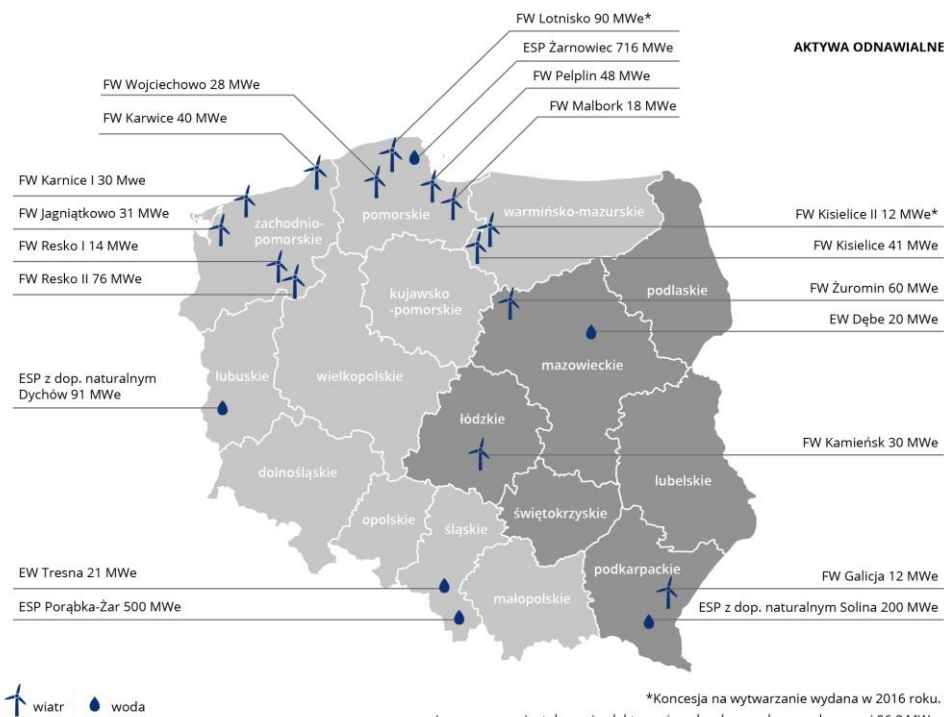 FW Lotnisko 90 MWe*
AKTYWA ODNAWIALNE
ESP Żarnowiec 716 MWe
FW Pelplin 48 MWe
FW Wojciechowo 28 MWe
FW Malbork 18 MWe
FW Karwice 40 MWe
FW Karnice I 30 Mwe
FW Jagniątkowo 31 MWe
FW Resko I 14 MWe
FW Resko II 76 MWe
zachodnio-
pomorskie
pomorskie
warmińsko-mazurskie
FW Kisielice II 12 MWe*
FW Kisielice 41 MWe
kujawsko
-pomorskie
podlaskie
FW Żuromin 60 MWe
EW Dębe 20 MWe
mazowieckie
lubuskie
wielkopolskie
ESP z dop. naturalnym
Dychów 91 MWe
łódzkie
FW Kamieńsk 30 MWe
dolnośląskie
lubelskie
świętokrzyskie
opolskie
śląskie
podkarpackie
małopolskie
EW Tresna 21 MWe
ESP Porąbka-Żar 500 MWe
FW Galicja 12 MWe
ESP z dop. naturalnym Solina 200 MWe
wiatr
woda
*Koncesja na wytwarzanie wydana w 2016 roku.